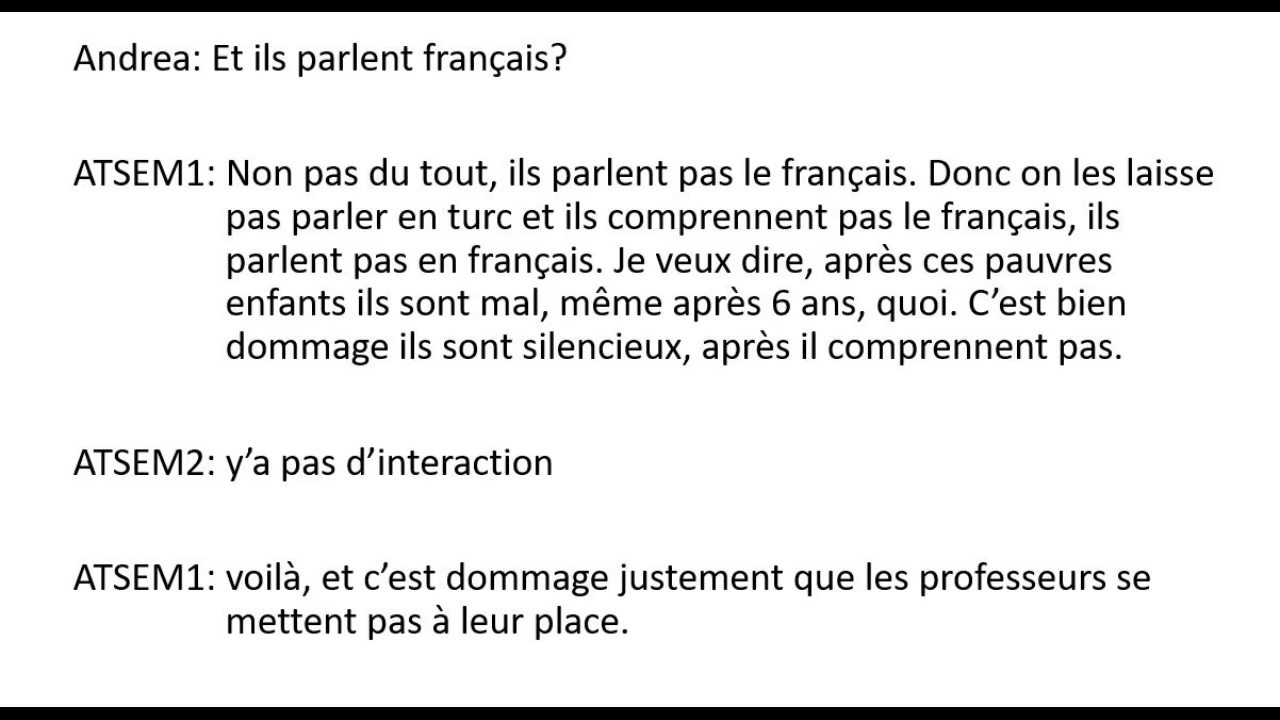 Andrea: Et ils parlent français?
ATSEM1: Non pas du tout, ils parlent pas le français. Donc on les laisse
pas parler en turc et ils comprennent pas le français, ils
parlent pas en français. Je veux dire, après ces pauvres
enfants ils sont mal, même après 6 ans, quoi. C’est bien
dommage ils sont silencieux, après il comprennent pas.
ATSEM2: y’a pas d’interaction
ATSEM1: voilà, et c’est dommage justement que les professeurs se
mettent pas à leur place.